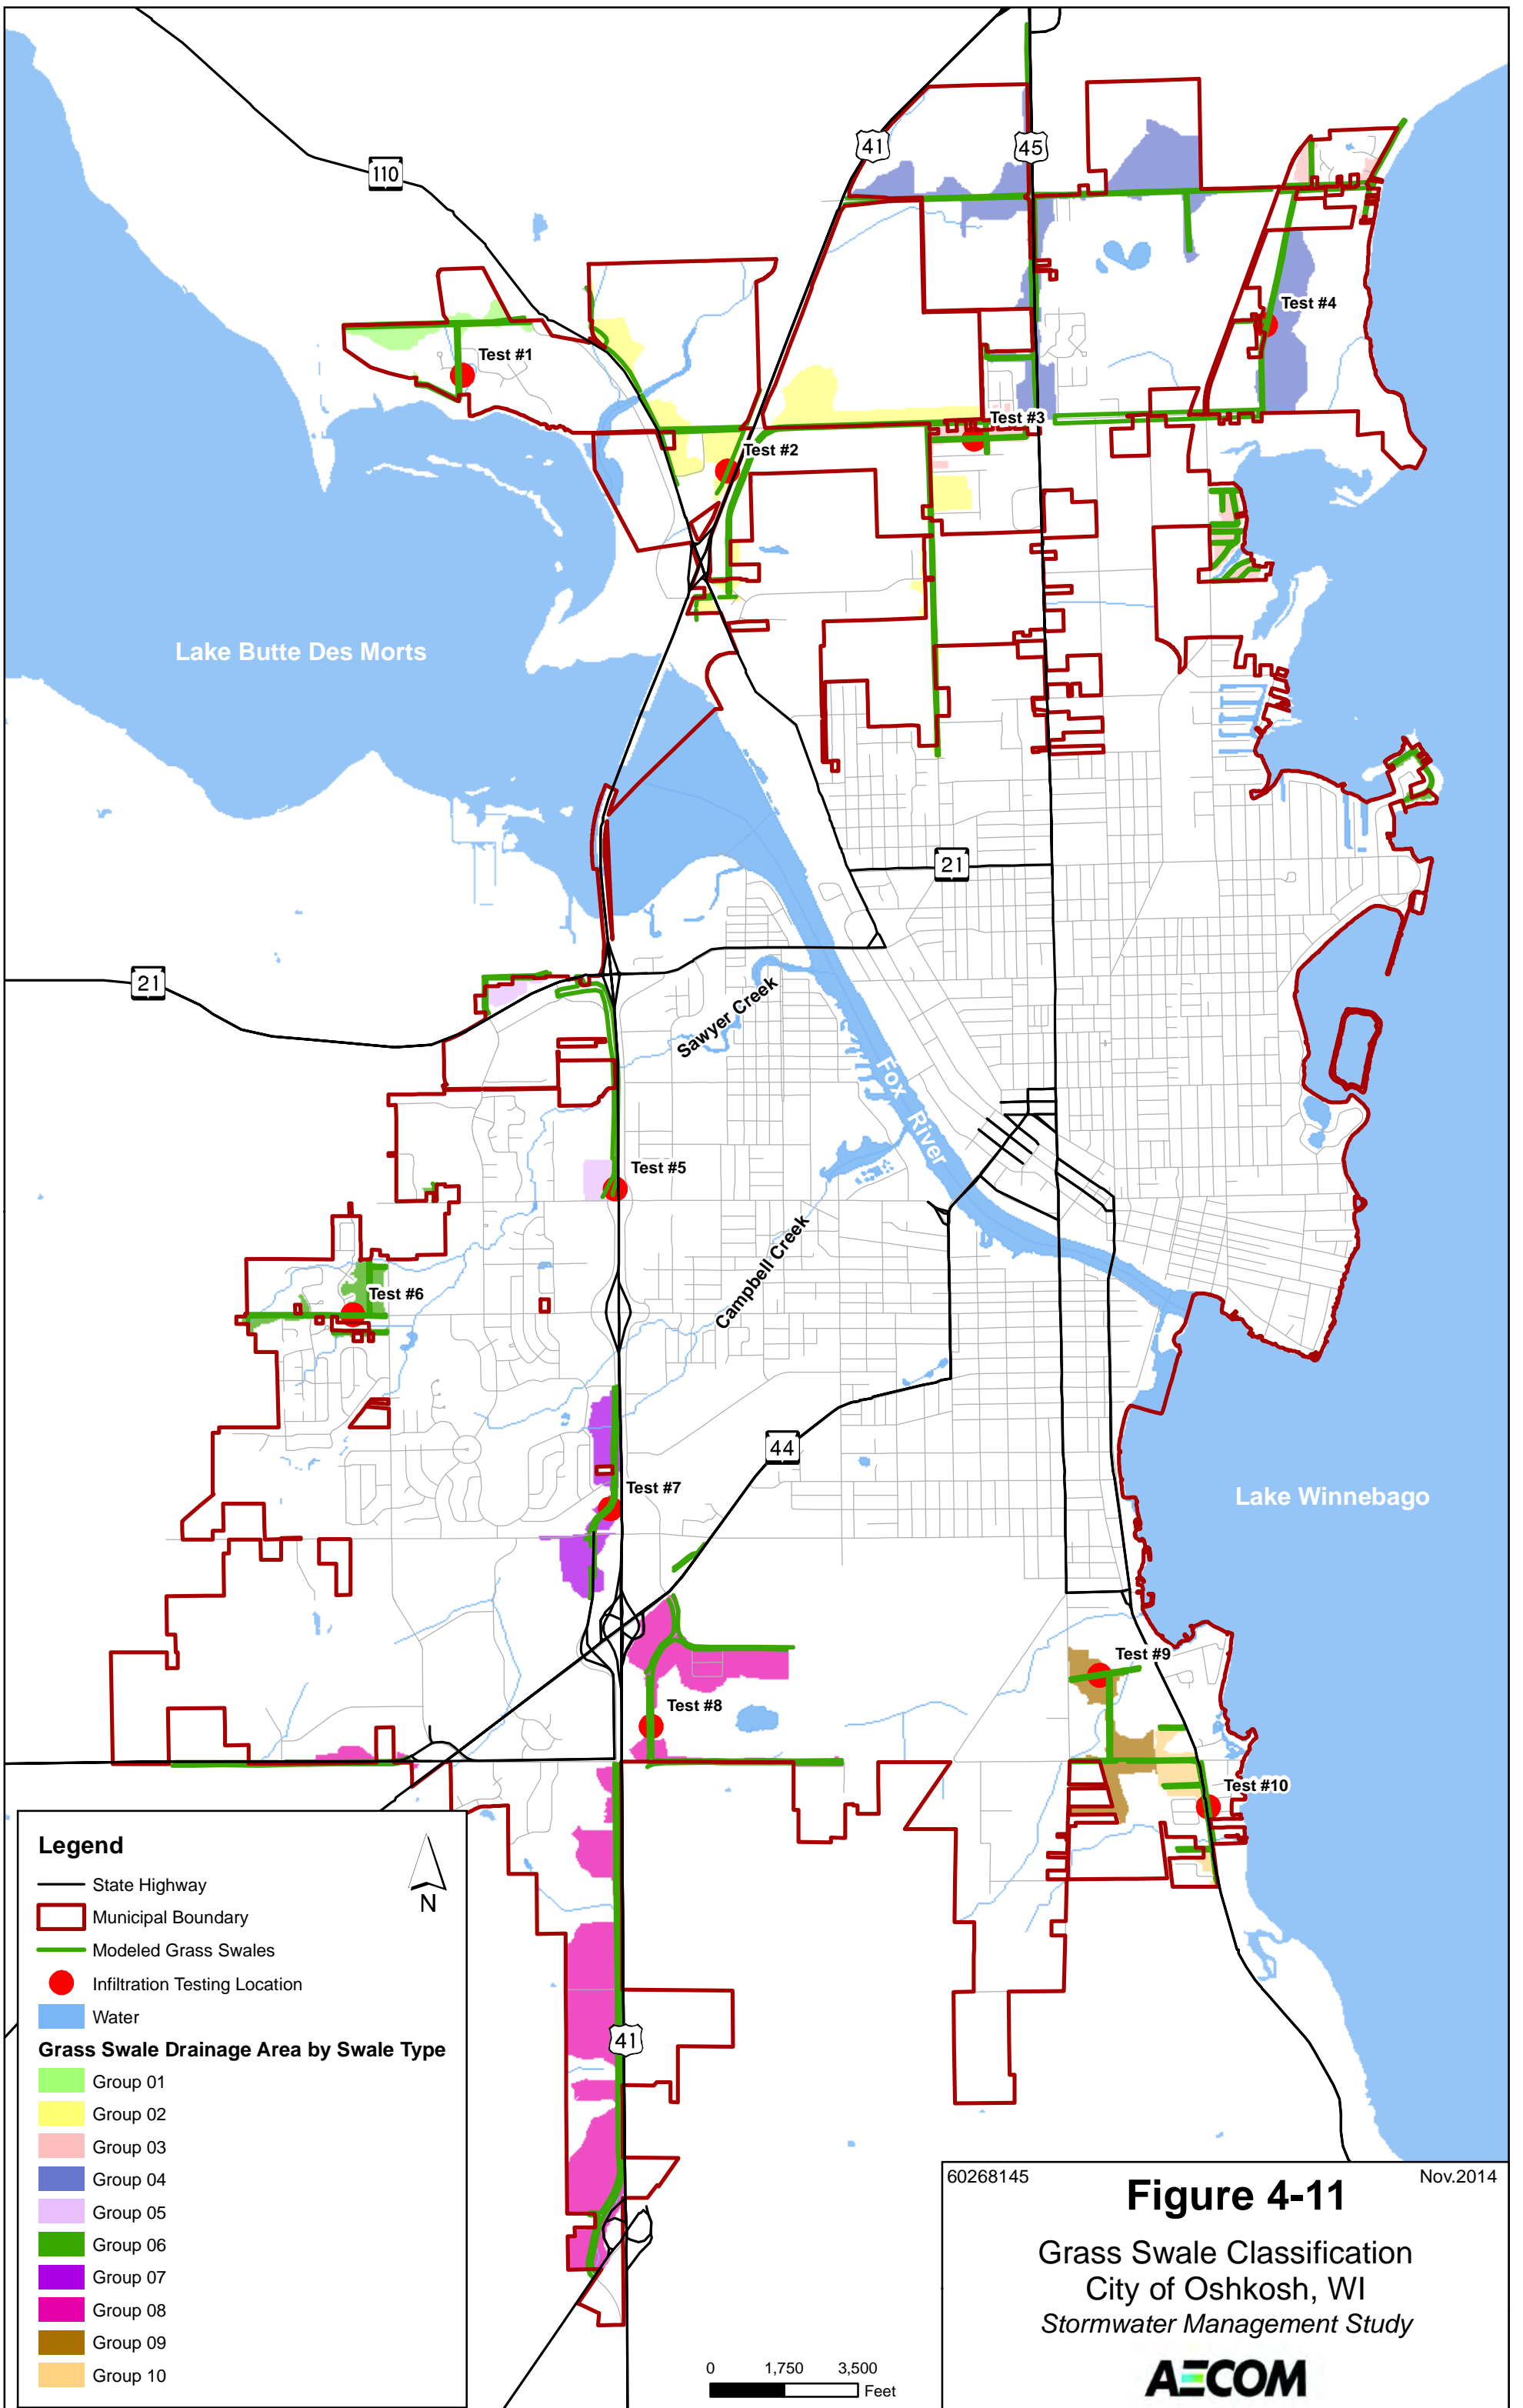 41
45
110
Test #4
Test #1
Test #3
Test #2
Lake Butte Des Morts
21
21
Sawyer Creek
Fox River
Test #5
Campbell Creek
Test #6
44
Test #7
Lake Winnebago
Test #9
Test #8
Test #10
41
Legend
State Highway
Municipal Boundary
Modeled Grass Swales
Infiltration Testing Location
Water
N
Grass Swale Drainage Area by Swale Type
Group 01
Group 02
Group 03
Group 04
Group 05
Group 06
Group 07
Group 08
Group 09
Group 10
0 1,750 3,500
Feet
60268145
Nov.2014
Figure 4-11
Grass Swale Classification
City of Oshkosh, WI
Stormwater Management Study
AECOM